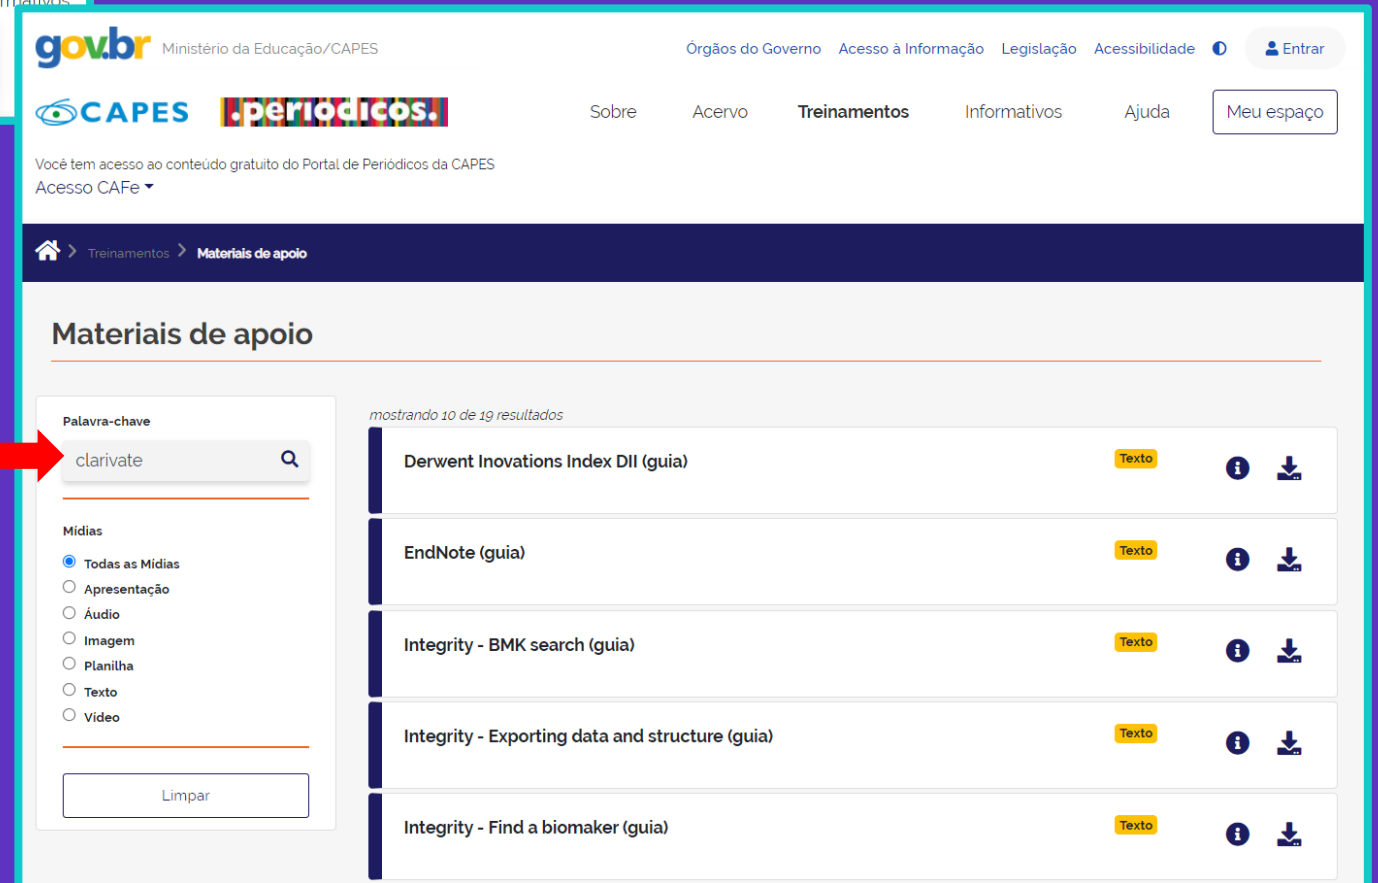 gov.br Ministério da Educação/CAPES
Órgãos do Governo Acesso à Informação Legislação Acessibilidade Entrar
CAPES .periódicos. Sobre Acervo Treinamentos Informativos Ajuda Meu espaço
Você tem acesso ao conteúdo gratuito do Portal de Periódicos da CAPES
Acesso CAFe
Treinamentos Materiais de apoio
Materiais de apoio
Palavra-chave
clarivate
Mídias
Todas as Mídias
Apresentação
Áudio
Imagem
Planilha
Texto
Vídeo
Limpar
mostrando 10 de 19 resultados
Derwent Inovations Index DII (guia) Texto
EndNote (guia) Texto
Integrity - BMK search (guia) Texto
Integrity - Exporting data and structure (guia) Texto
Integrity - Find a biomaker (guia) Texto